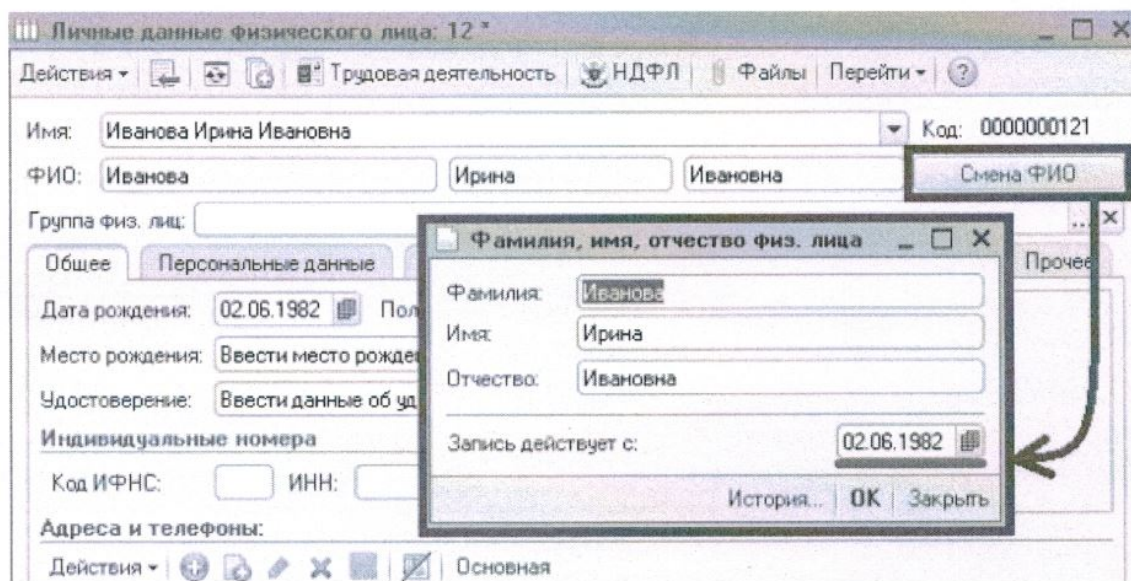 Личные данные физического лица: 12 *
Действия Трудовая деятельность НДФЛ Файлы Перейти ?
Имя: Иванова Ирина Ивановна Код: 0000000121
ФИО: Иванова Ирина Ивановна Смена ФИО
Группа физ. лиц: ... ×
Фамилия, имя, отчество физ. лица
Общее Персональные данные Прочее
Фамилия: Иванова
Дата рождения: 02.06.1982 Пол
Имя: Ирина
Место рождения: Ввести место рожде
Отчество: Ивановна
Удостоверение: Ввести данные об уд
Индивидуальные номера
Запись действует с: 02.06.1982
Код ИФНС: ИНН:
История... OK Закрыть
Адреса и телефоны:
Действия Основная